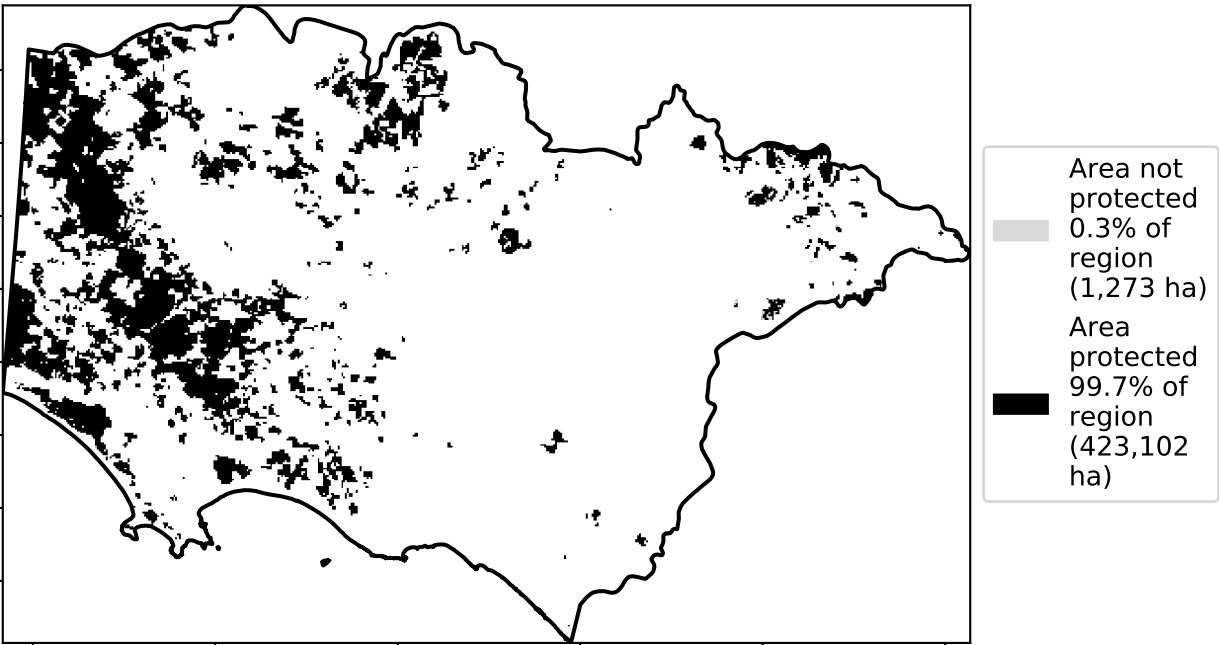 Area not
protected
0.3% of
region
(1,273 ha)
Area
protected
99.7% of
region
(423,102
ha)